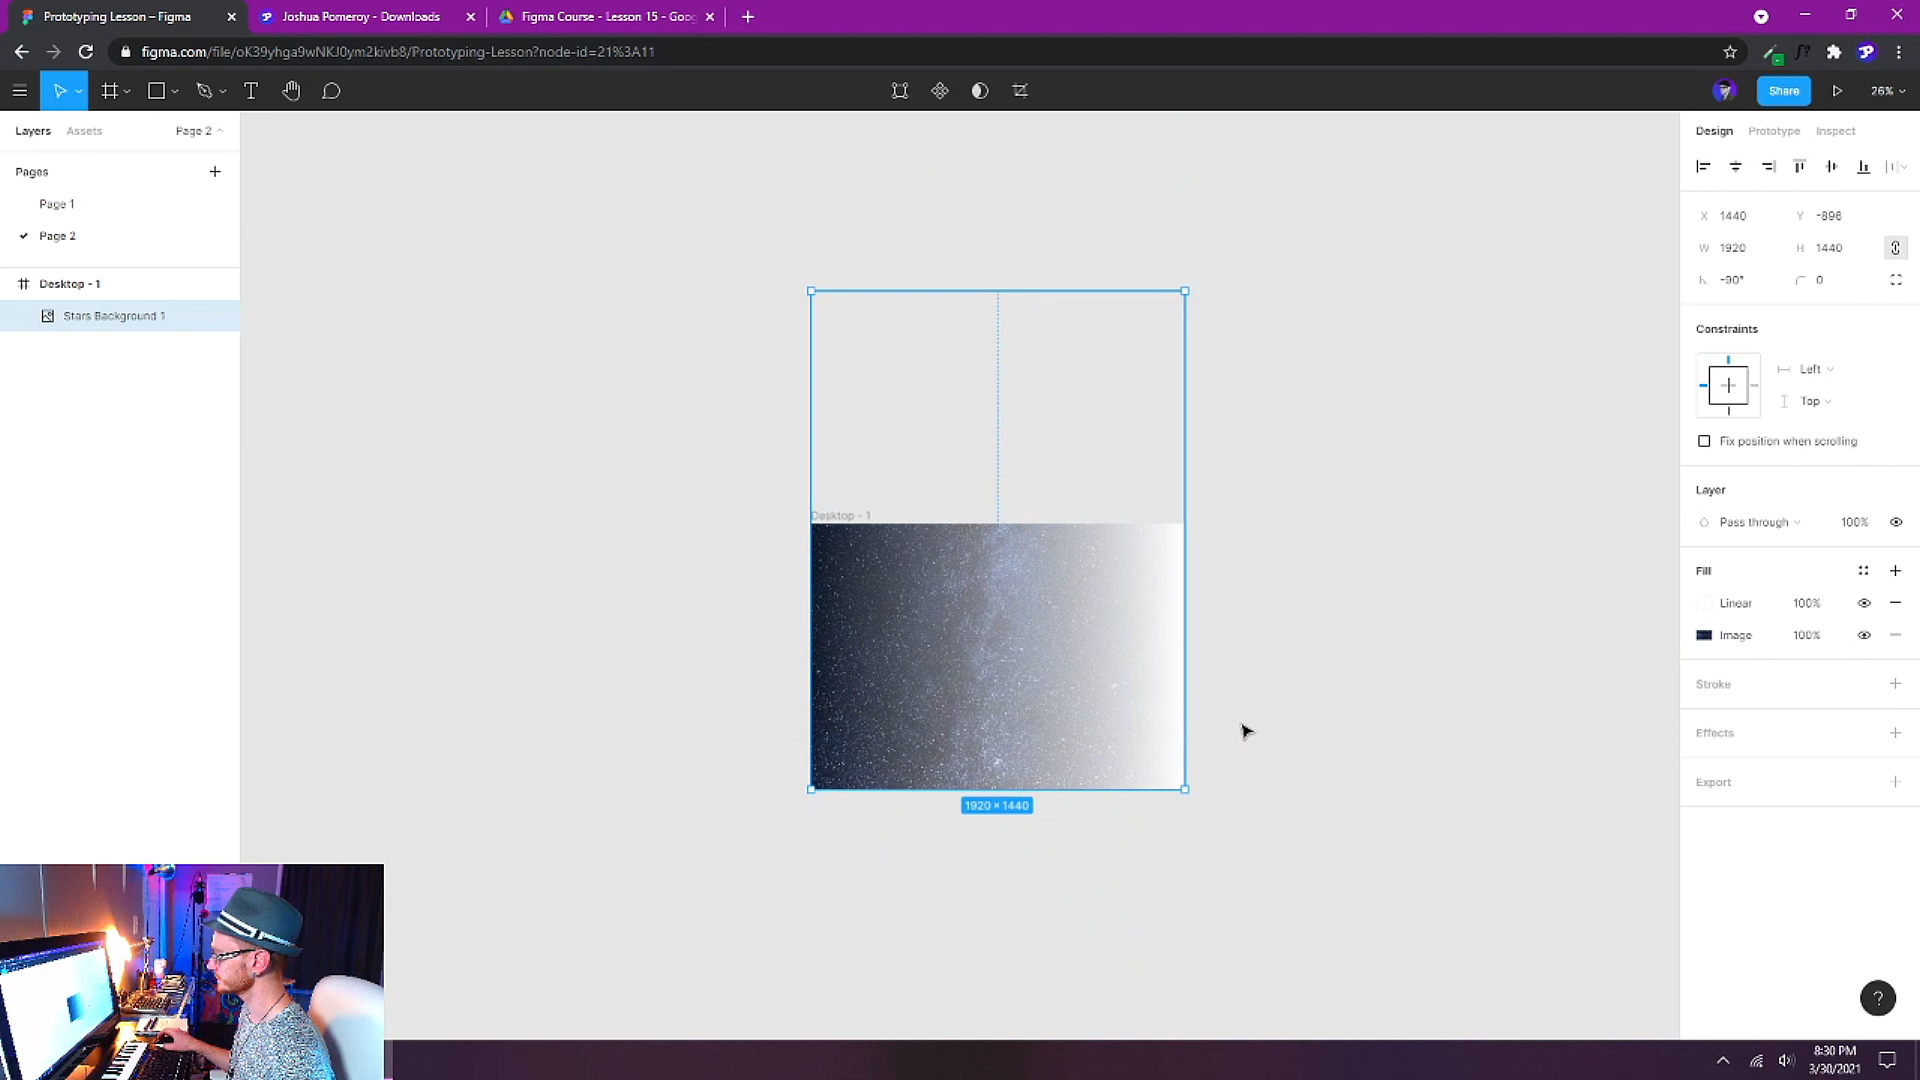 Prototyping Lesson – Figma
Joshua Pomeroy - Downloads
Figma Course - Lesson 15 - Goog
figma.com/file/oK39yhga9wNKJ0ym2kivb8/Prototyping-Lesson?node-id=21%3A11
Share
26%
Layers
Assets
Page 2
Design
Prototype
Inspect
Pages
Page 1
Page 2
Desktop - 1
Stars Background 1
X 1440
Y -896
W 1920
H 1440
-90°
0
Constraints
Left
Top
Fix position when scrolling
Layer
Pass through
100%
Fill
Linear
100%
Image
100%
Stroke
Effects
Export
Desktop - 1
1920 × 1440
?
8:30 PM
3/30/2021